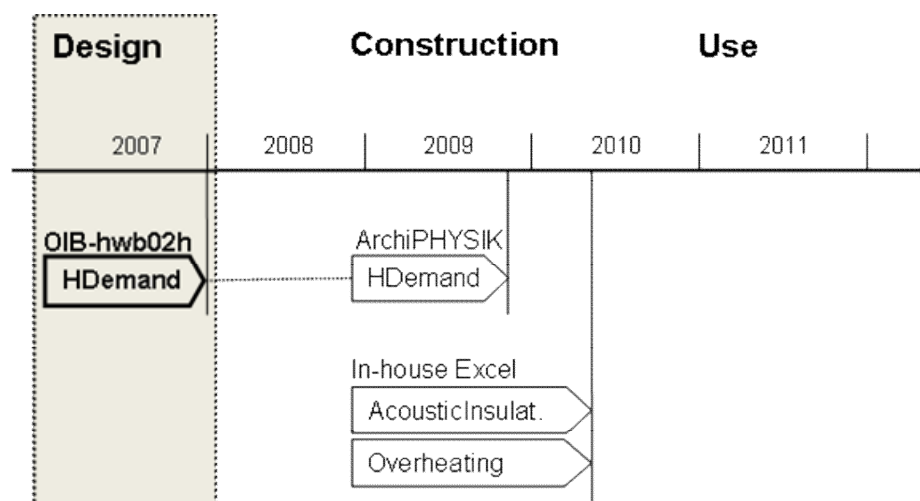 Design Construction Use
2007 2008 2009 2010 2011
OIB-hwb02h ArchiPHYSIK
HDemand HDemand
In-house Excel
AcousticInsulat.
Overheating